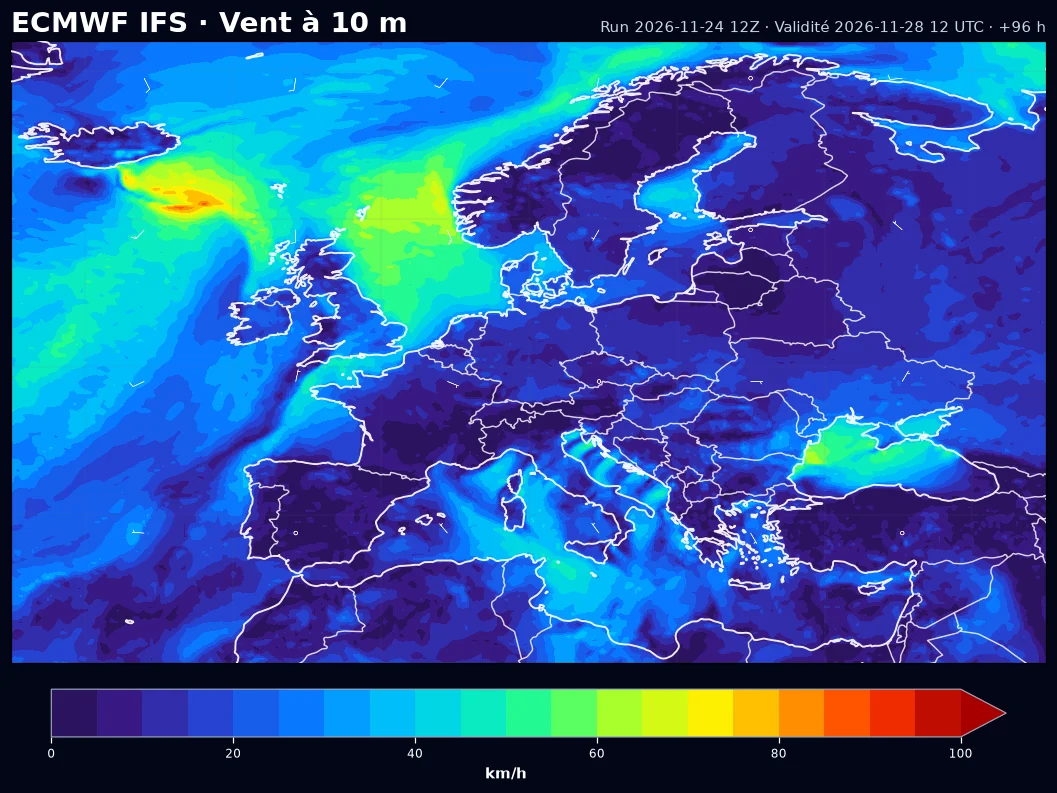 ECMWF IFS · Vent à 10 m
Run 2026-11-24 12Z · Validité 2026-11-28 12 UTC · +96 h
0 20 40 60 80 100
km/h